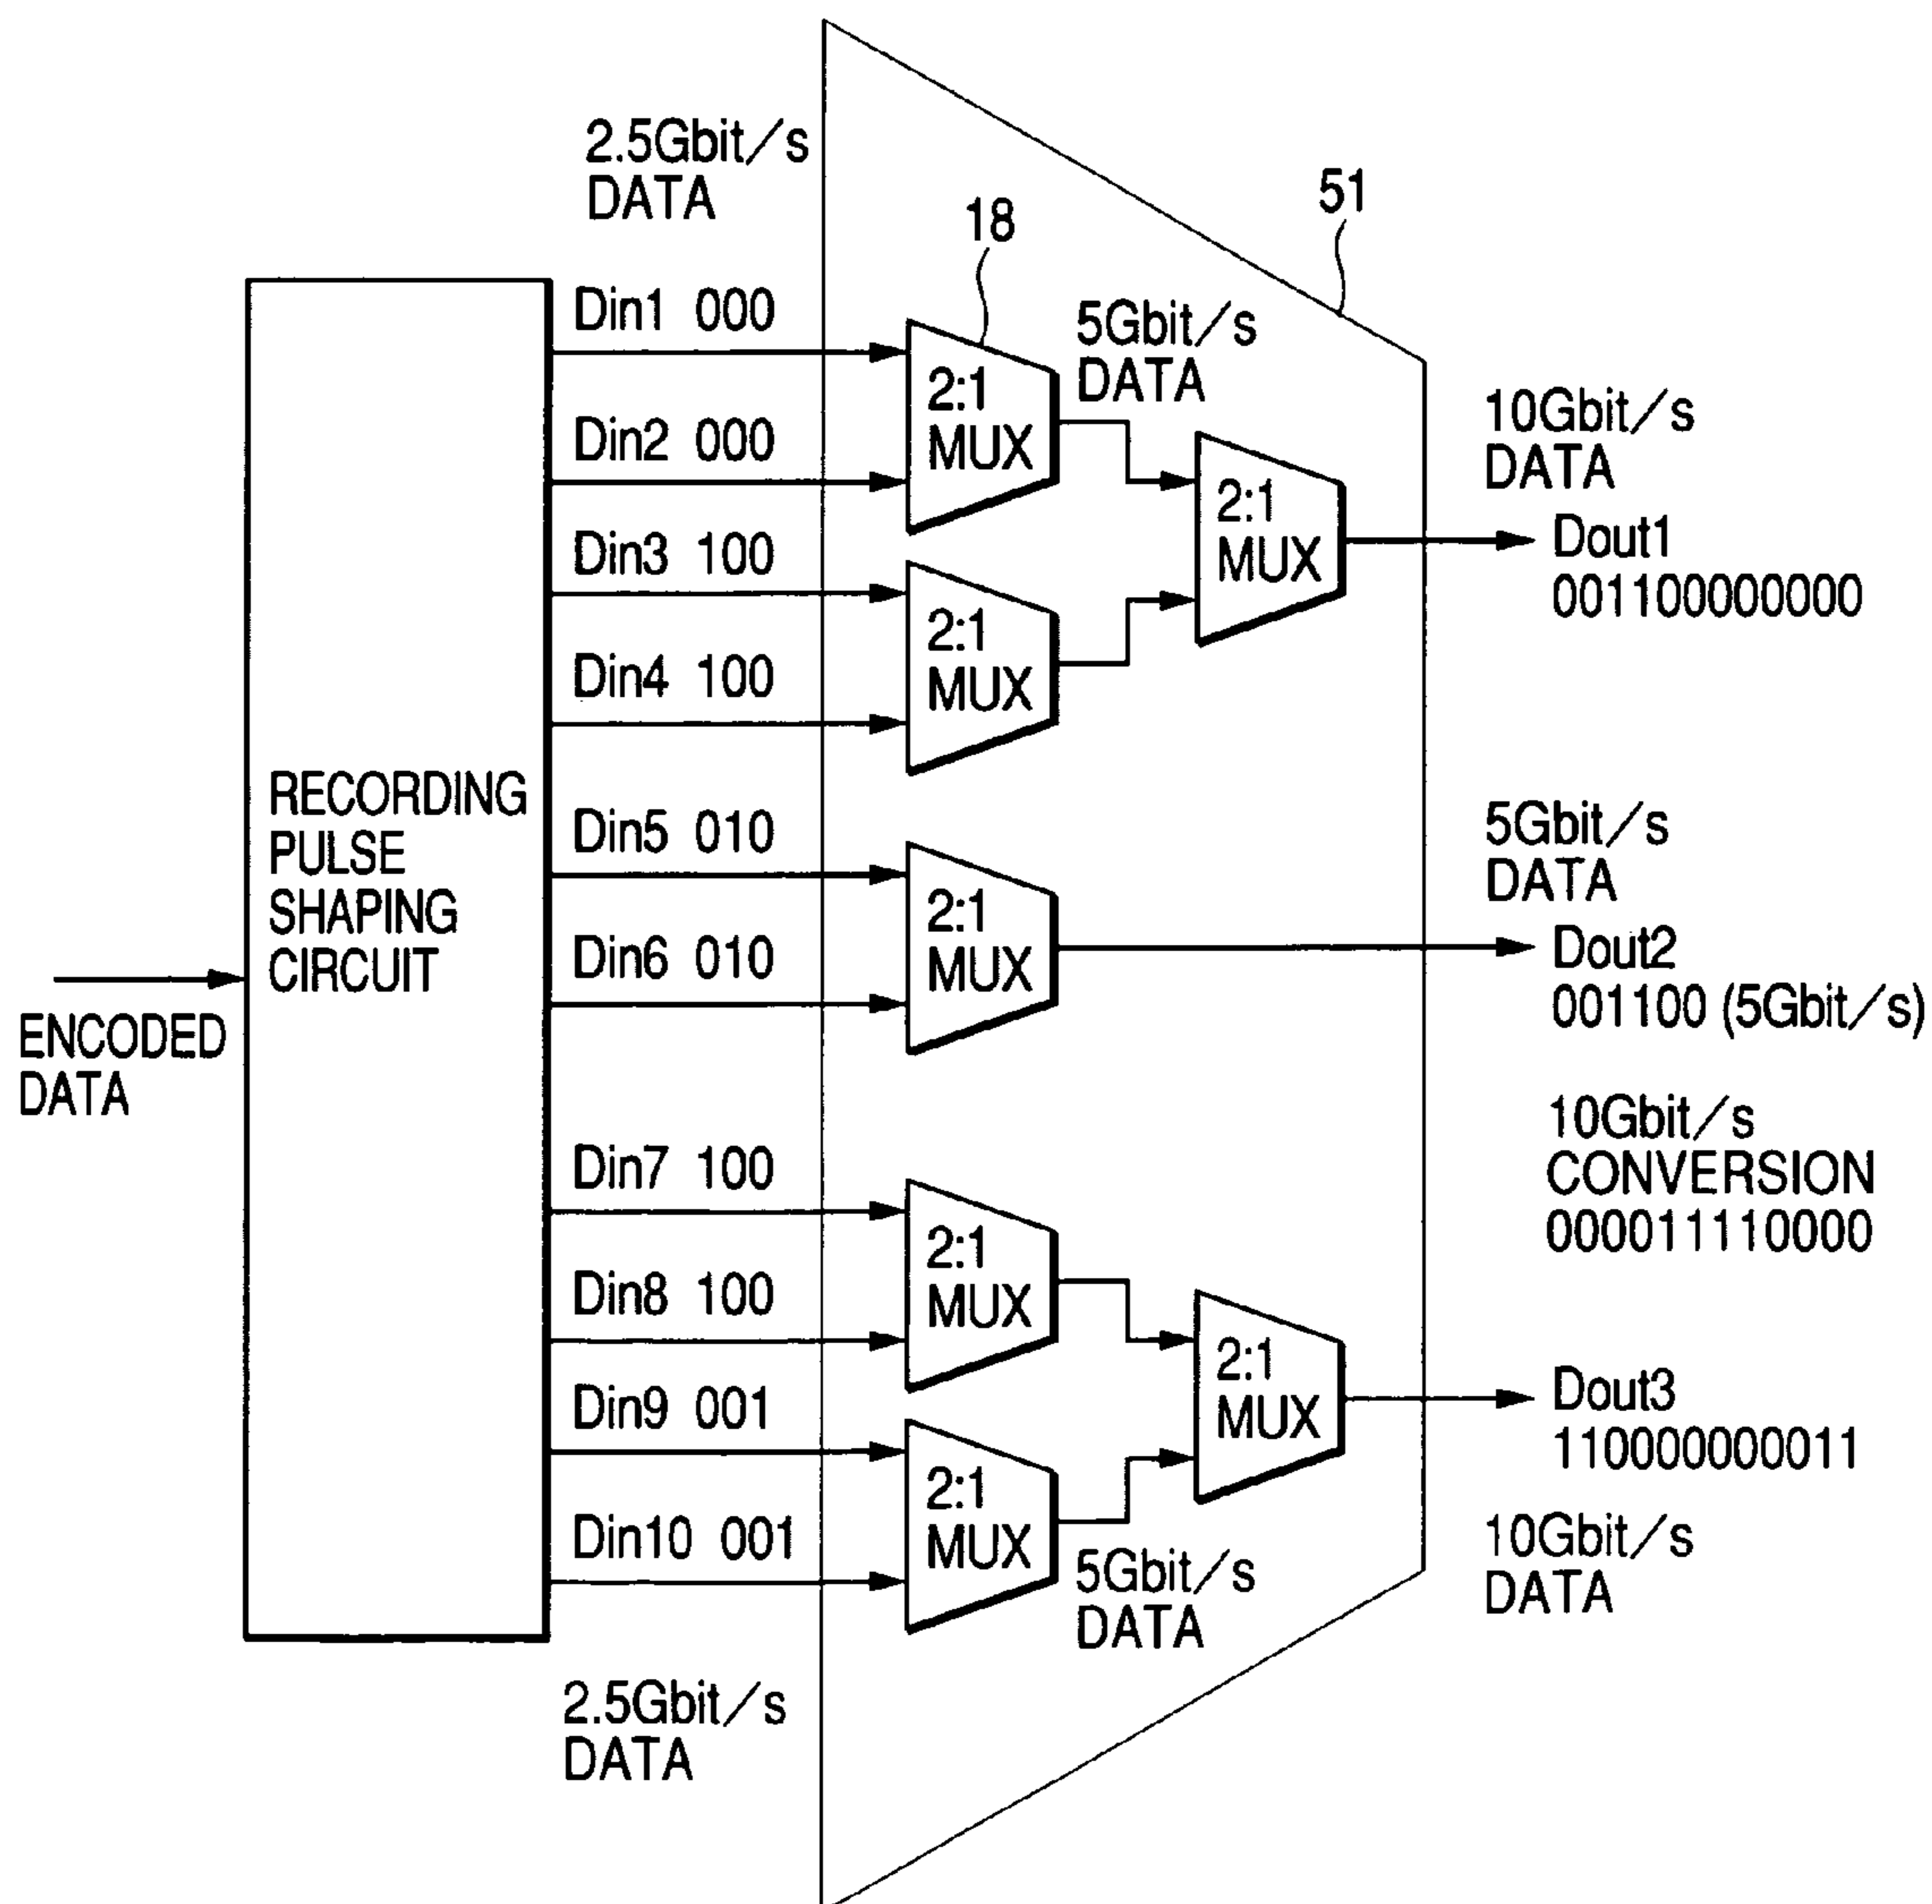 2.5Gbit/s
DATA
18
51
Din1 000
5Gbit/s
DATA
2:1
MUX
Din2 000
10Gbit/s
DATA
2:1
MUX
Dout1
001100000000
Din3 100
2:1
MUX
Din4 100
RECORDING
PULSE
SHAPING
CIRCUIT
Din5 010
5Gbit/s
DATA
2:1
MUX
Din6 010
Dout2
001100 (5Gbit/s)
ENCODED
DATA
10Gbit/s
CONVERSION
000011110000
Din7 100
2:1
MUX
Din8 100
2:1
MUX
Dout3
110000000011
Din9 001
2:1
MUX
Din10 001
5Gbit/s
DATA
10Gbit/s
DATA
2.5Gbit/s
DATA